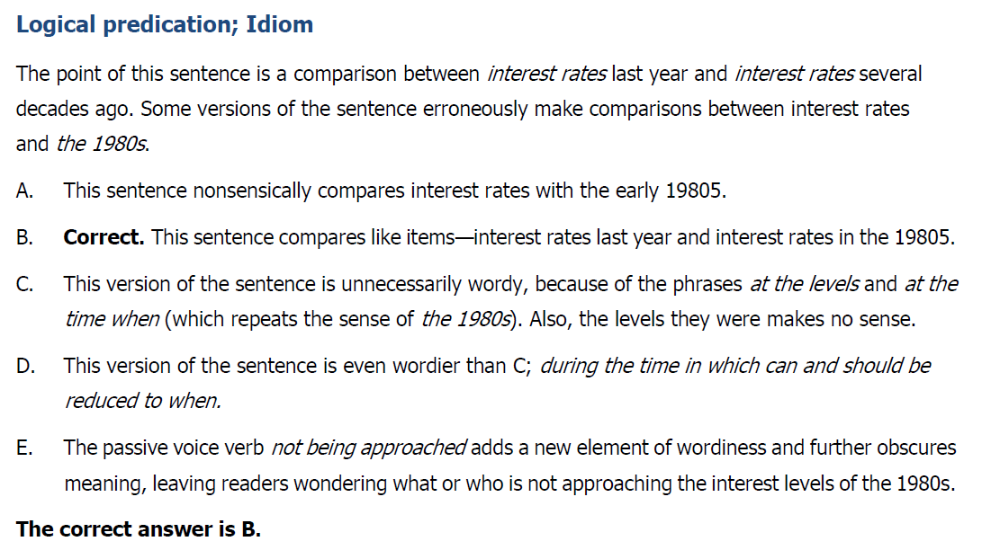 Logical predication; Idiom
The point of this sentence is a comparison between interest rates last year and interest rates several
decades ago. Some versions of the sentence erroneously make comparisons between interest rates
and the 1980s.
A. This sentence nonsensically compares interest rates with the early 19805.
B. Correct. This sentence compares like items—interest rates last year and interest rates in the 19805.
C. This version of the sentence is unnecessarily wordy, because of the phrases at the levels and at the
time when (which repeats the sense of the 1980s). Also, the levels they were makes no sense.
D. This version of the sentence is even wordier than C; during the time in which can and should be
reduced to when.
E. The passive voice verb not being approached adds a new element of wordiness and further obscures
meaning, leaving readers wondering what or who is not approaching the interest levels of the 1980s.
The correct answer is B.